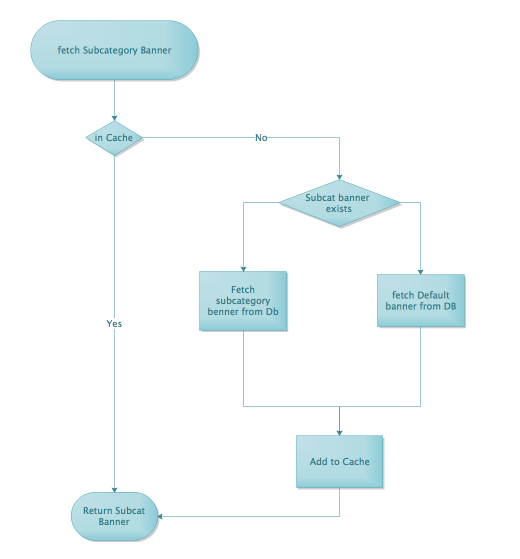 fetch Subcategory Banner
in Cache
No
Subcat banner
exists
Fetch
subcategory
benner from Db
fetch Default
banner from DB
Yes
Add to Cache
Return Subcat
Banner